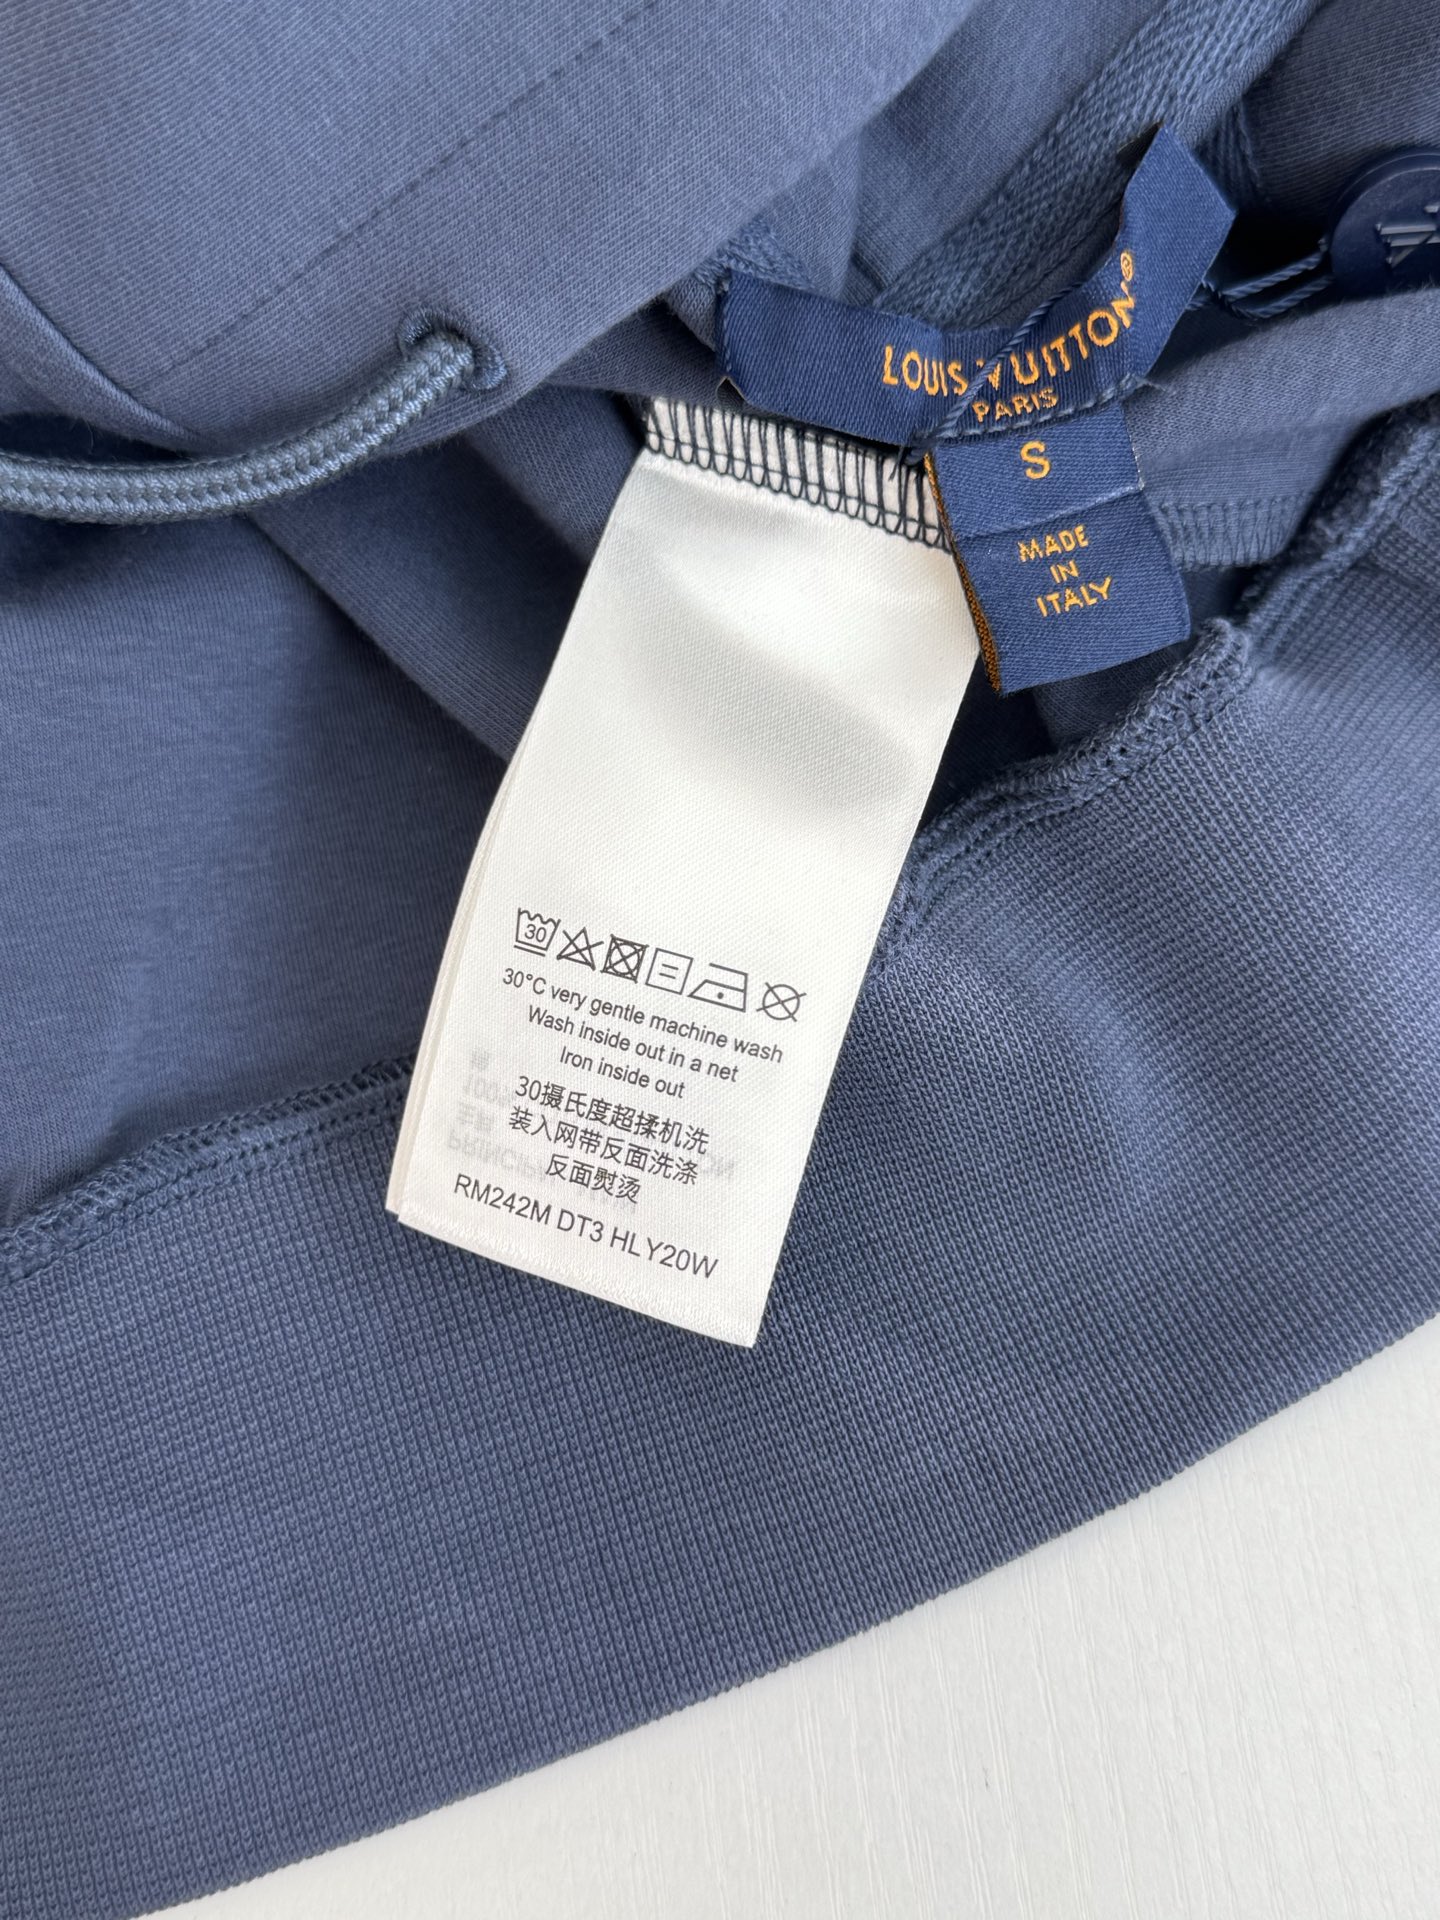 LOUIS VUITTON®
PARIS
S
MADE
IN
ITALY
30
30°C very gentle machine wash
Wash inside out in a net
Iron inside out
30摄氏度超揉机洗
装入网带反面洗涤
反面熨烫
RM242M DT3 HLY20W